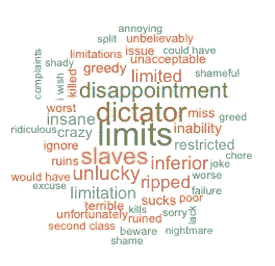 annoying
split unbelievably
limitations issue could have
shady greedy unacceptable
complaints
i wish
killed
limited shameful
disappointment
worst dictator miss greed
insane
ridiculous crazy limits inability
ignore slaves restricted
chore
ruins unlucky inferior joke
would have ripped worse
excuse limitation failure
terrible sucks poor
unfortunately kills sorry lack
second class ruined
beware nightmare
shame